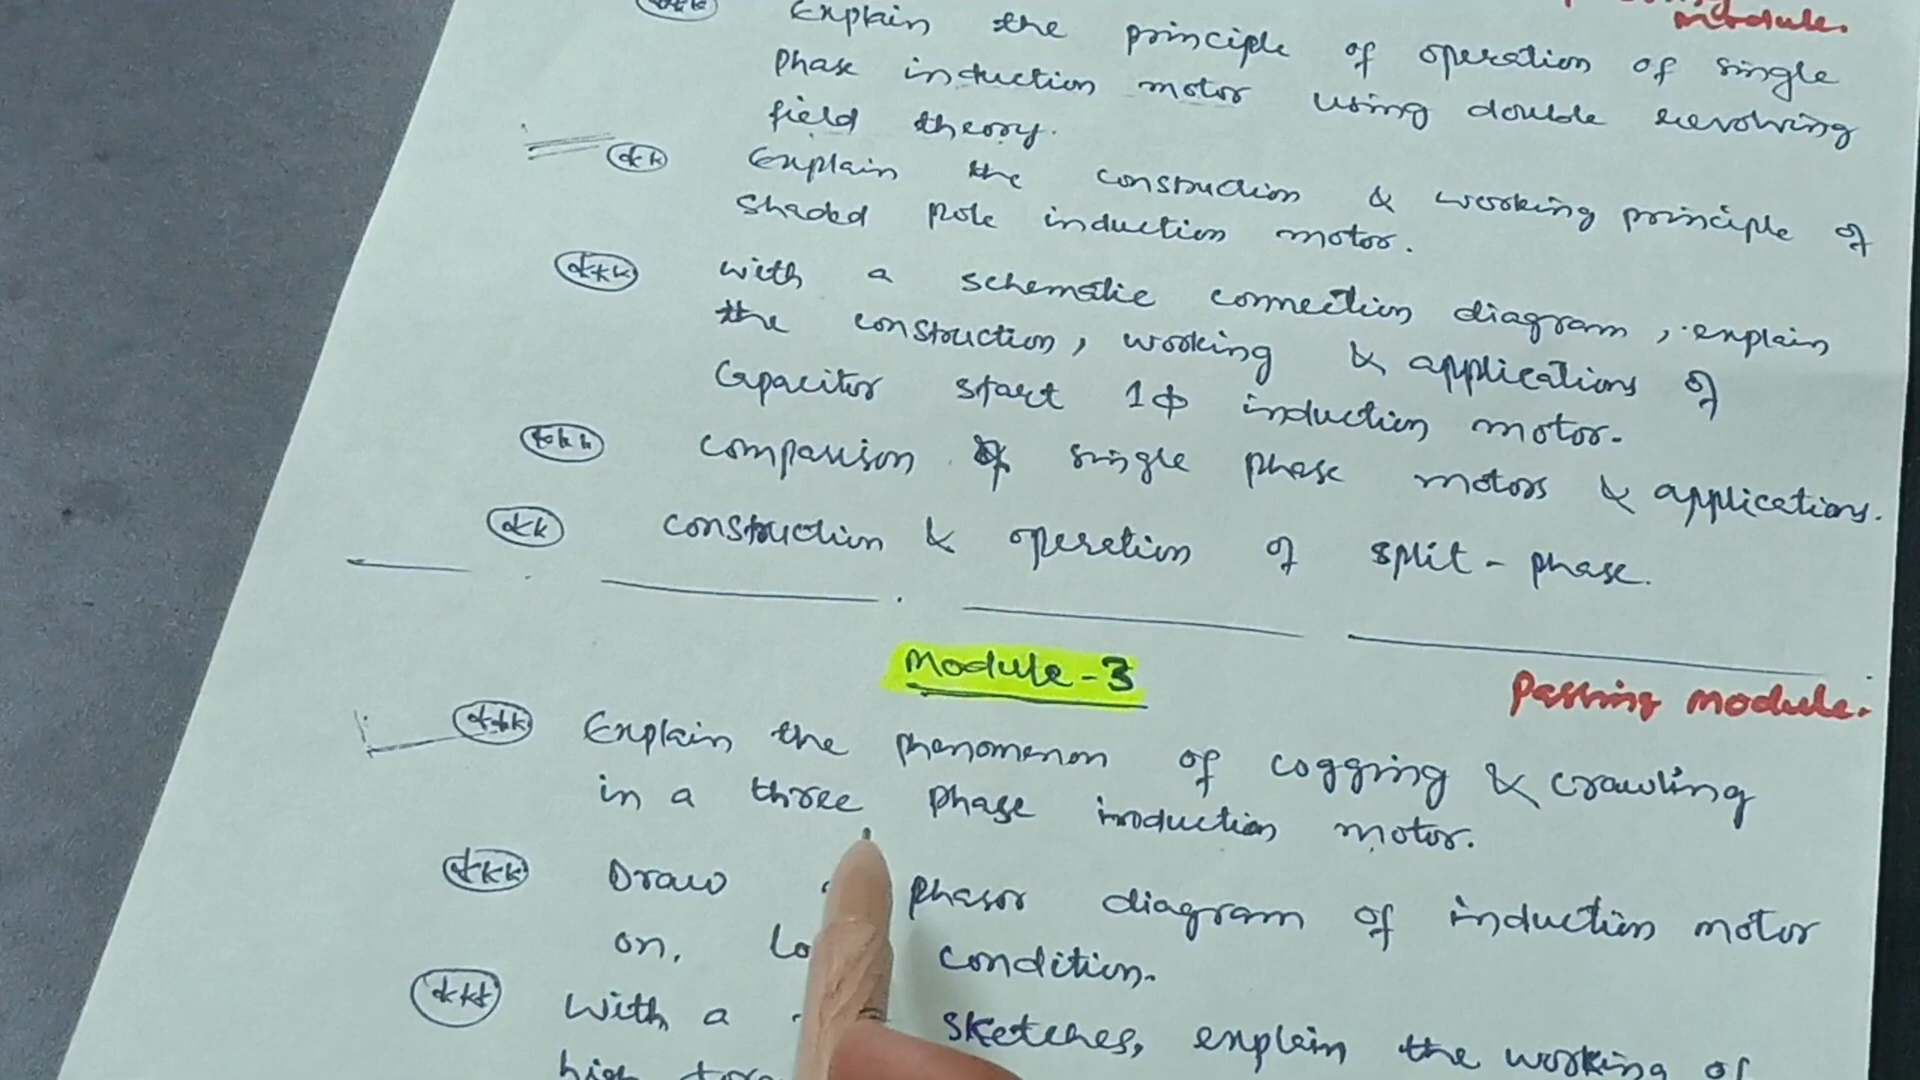 module.
*** Explain the principle of operation of single
phase induction motor using double revolving
field theory.
** Explain the construction & working principle of
shaded pole induction motor.
*** with a schematic connection diagram, explain
the construction, working & applications of
Capacitor start 1Φ induction motor.
*** comparison of single phase motors & applications.
** construction & operation of split-phase.
Module-3
Passing module.
*** Explain the phenomenon of cogging & crawling
in a three phase induction motor.
*** Draw phasor diagram of induction motor
on, condition.
*** With a sketches, explain the working of
high